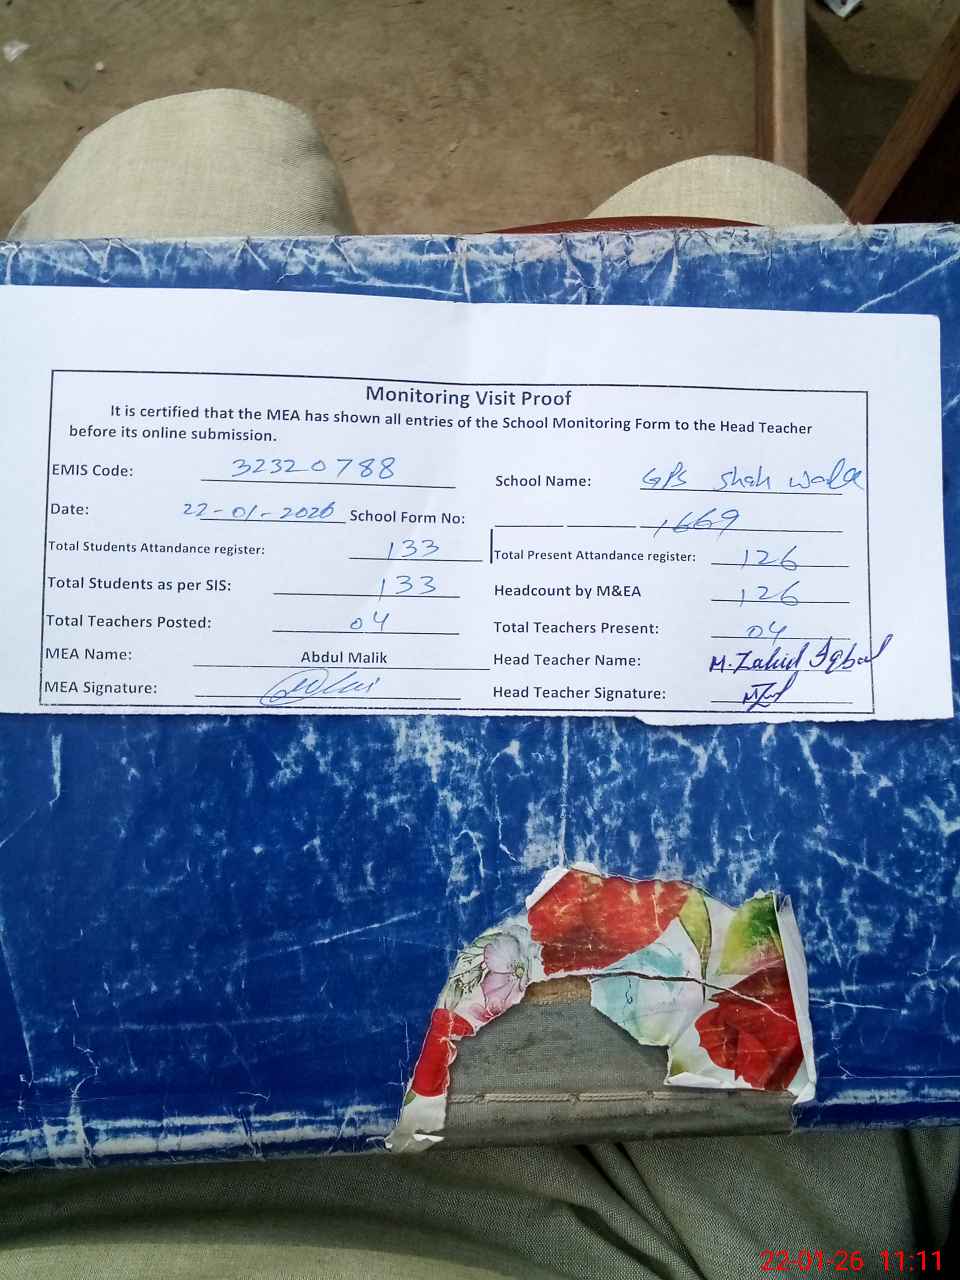 Monitoring Visit Proof
It is certified that the MEA has shown all entries of the School Monitoring Form to the Head Teacher
before its online submission.
EMIS Code: 32320788 School Name: GPS Shah Wala
Date: 22-01-2026 School Form No: 1669
Total Students Attandance register: 133 Total Present Attandance register: 126
Total Students as per SIS: 133 Headcount by M&EA 126
Total Teachers Posted: 04 Total Teachers Present: 04
MEA Name: Abdul Malik Head Teacher Name: M. Zahid Iqbal
MEA Signature: Head Teacher Signature:
22-01-26 11:11